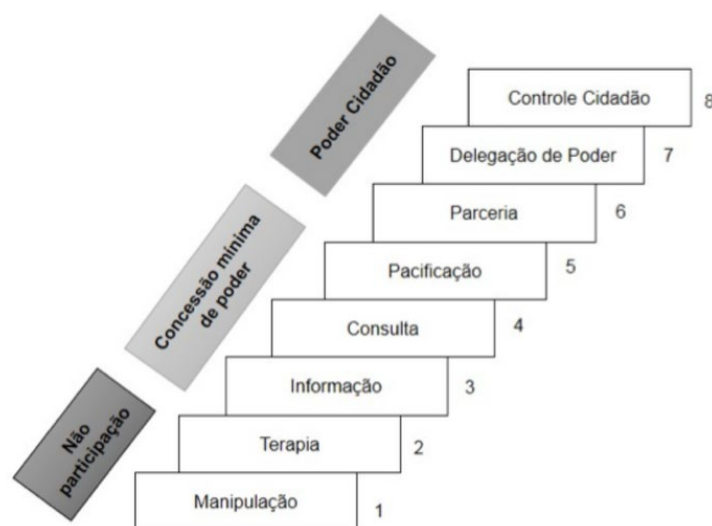 Poder Cidadão
Concessão mínima
de poder
Não
participação
Controle Cidadão 8
Delegação de Poder 7
Parceria 6
Pacificação 5
Consulta 4
Informação 3
Terapia 2
Manipulação 1